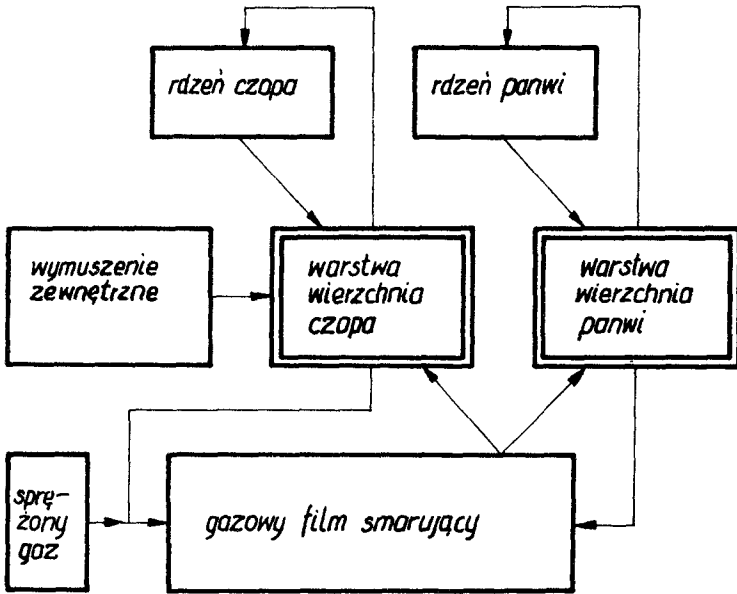 rdzeń czopa
rdzeń panwi
wymuszenie
zewnętrzne
warstwa
wierzchnia
czopa
warstwa
wierzchnia
panwi
sprę-
żony
gaz
gazowy film smarujący